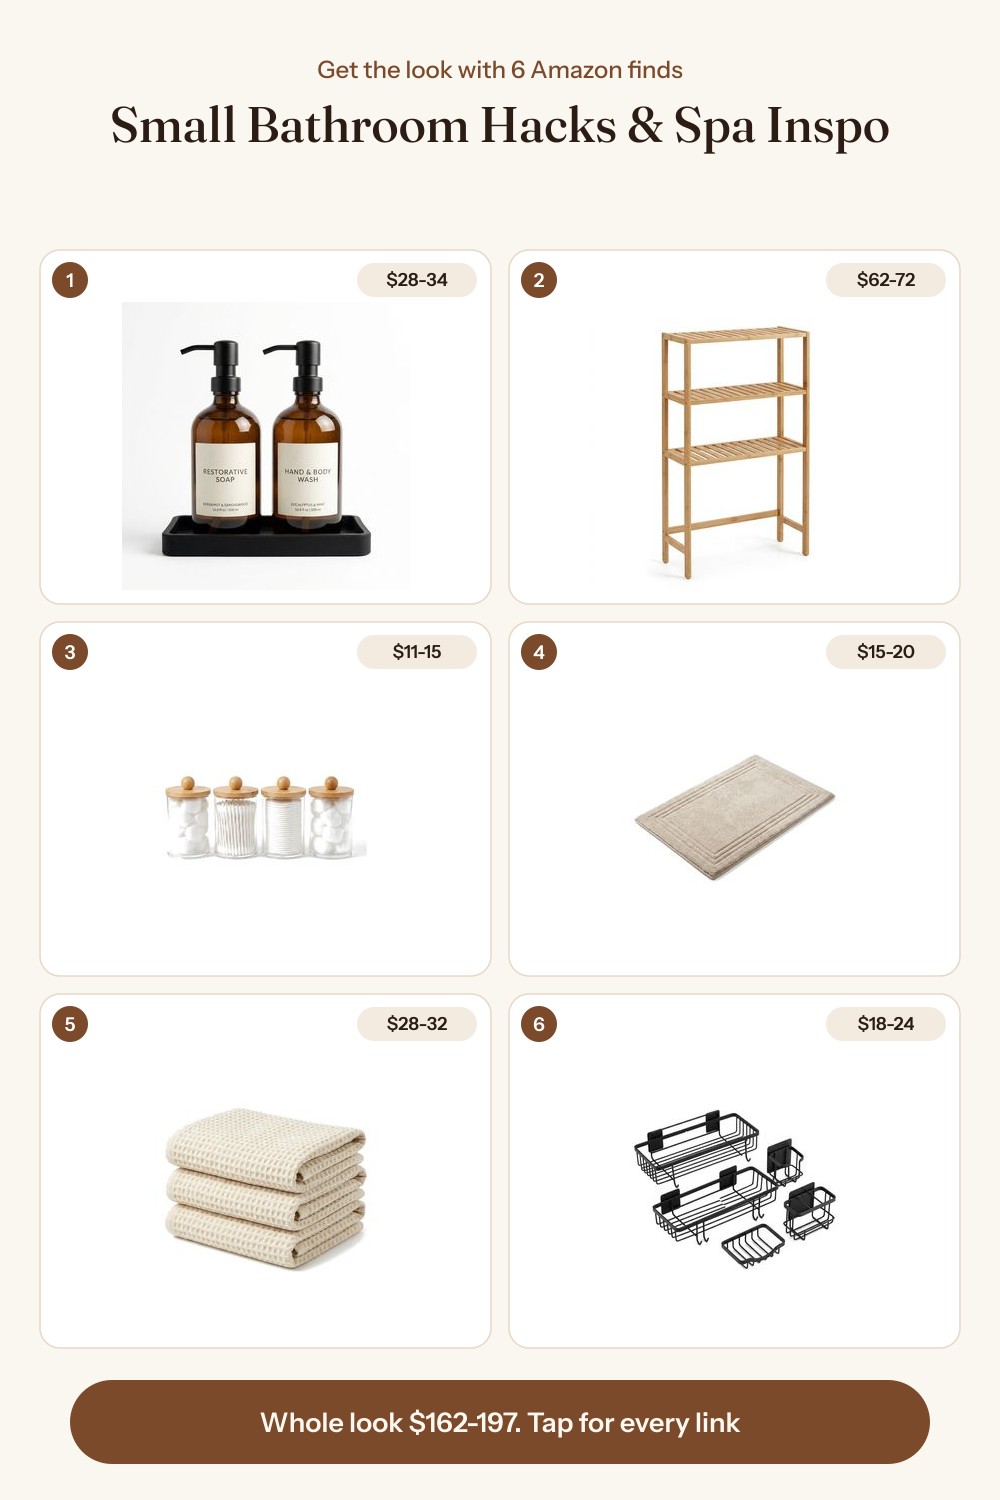 Get the look with 6 Amazon finds
Small Bathroom Hacks & Spa Inspo
1
$28-34
RESTORATIVE
SOAP
HAND & BODY
WASH
2
$62-72
3
$11-15
4
$15-20
5
$28-32
6
$18-24
Whole look $162-197. Tap for every link